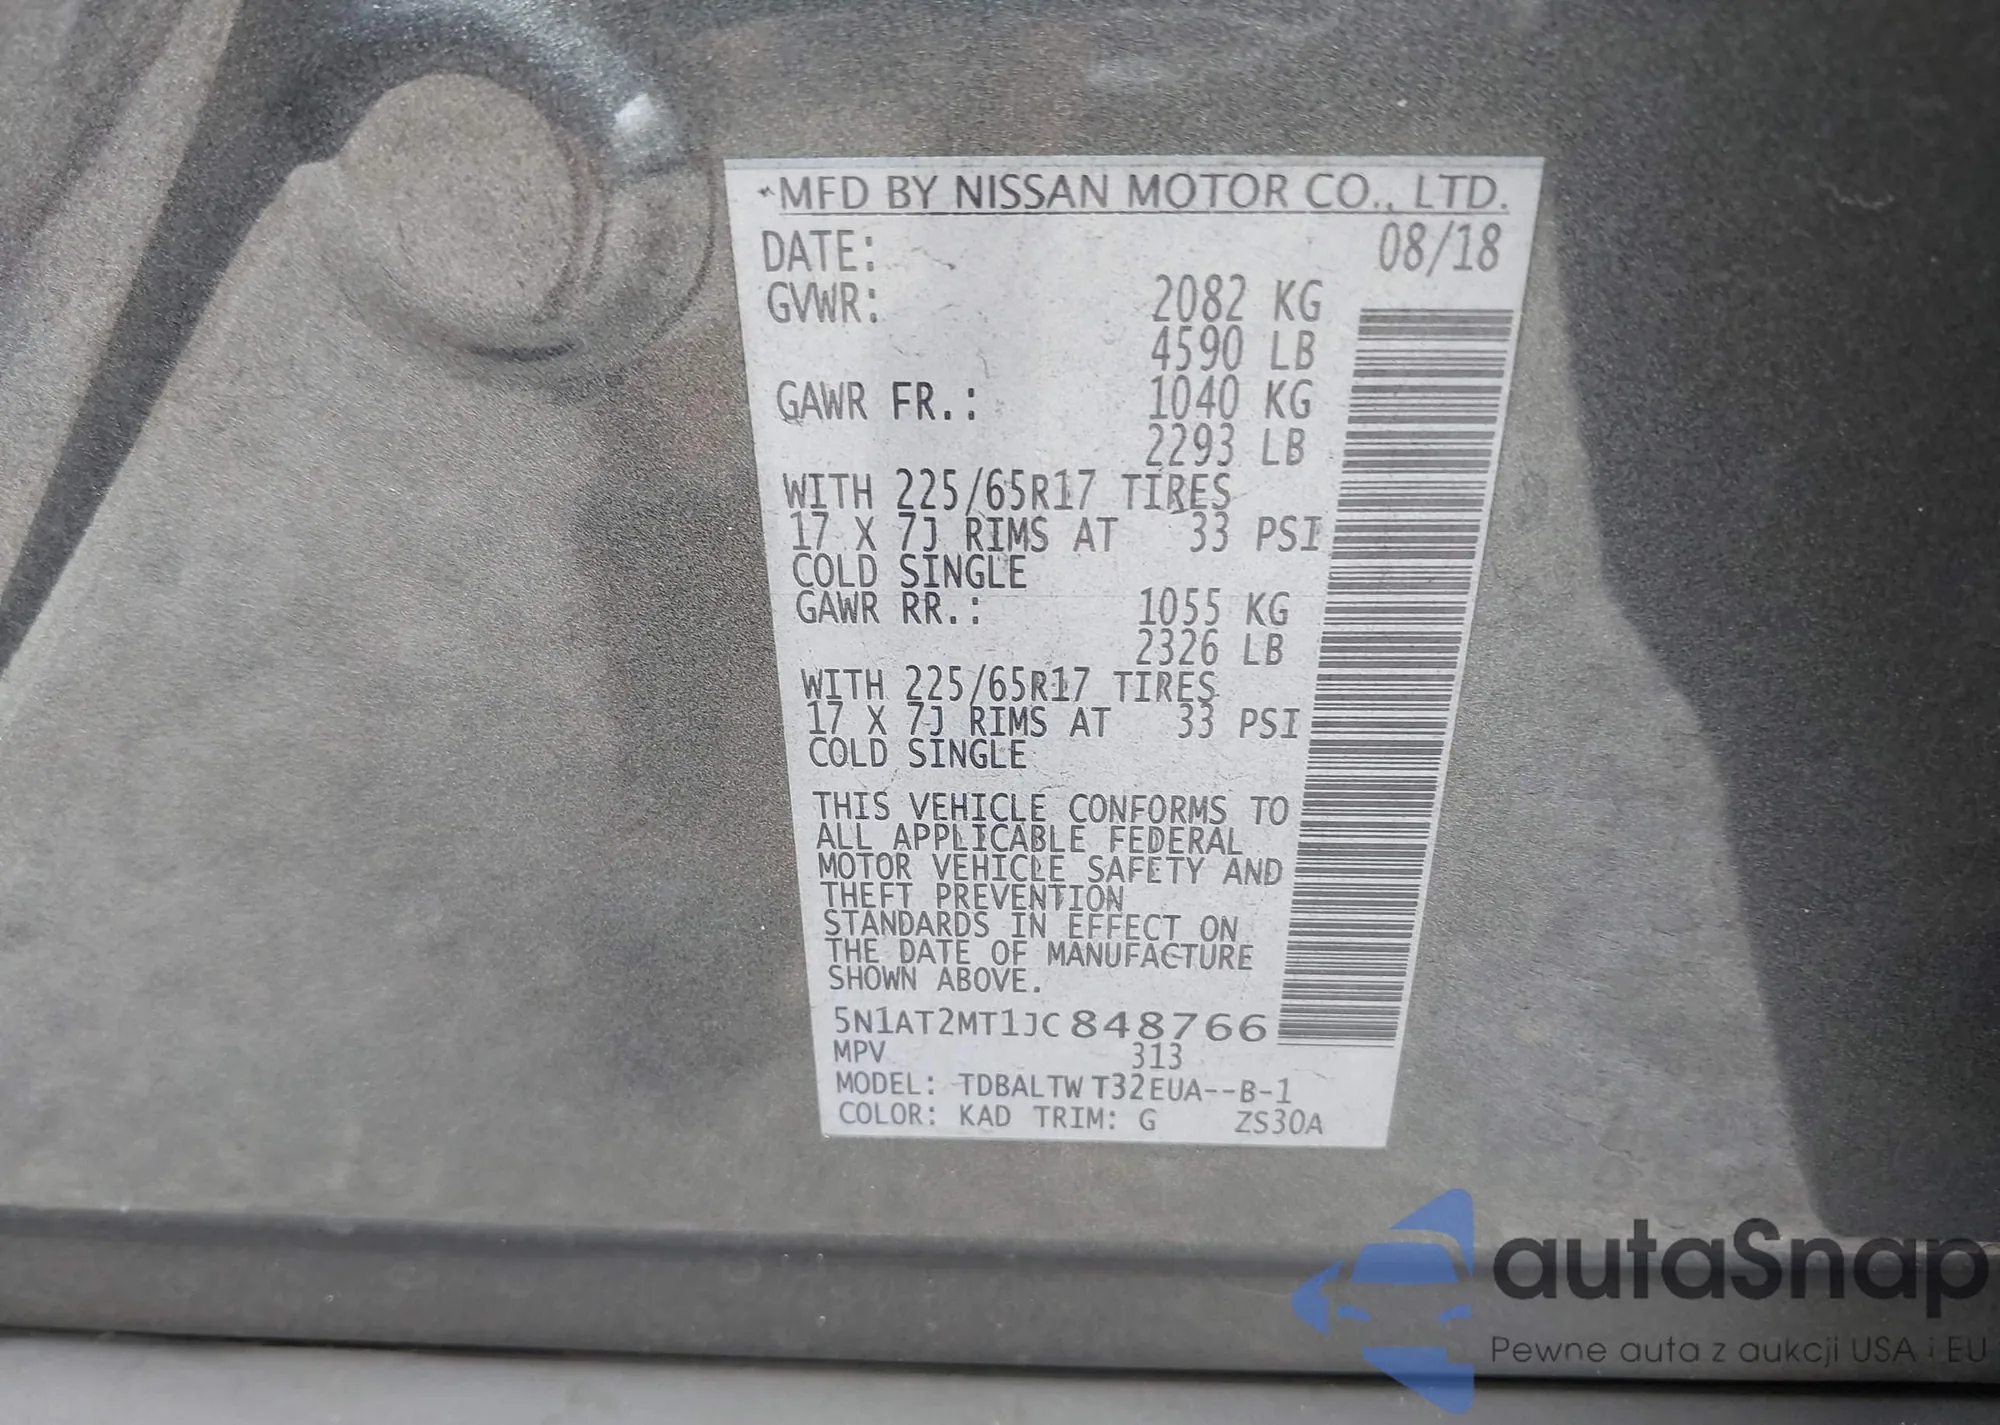 *MFD BY NISSAN MOTOR CO., LTD.
DATE: 08/18
GVWR: 2082 KG
4590 LB
GAWR FR.: 1040 KG
2293 LB
WITH 225/65R17 TIRES
17 X 7J RIMS AT 33 PSI
COLD SINGLE
GAWR RR.: 1055 KG
2326 LB
WITH 225/65R17 TIRES
17 X 7J RIMS AT 33 PSI
COLD SINGLE
THIS VEHICLE CONFORMS TO
ALL APPLICABLE FEDERAL
MOTOR VEHICLE SAFETY AND
THEFT PREVENTION
STANDARDS IN EFFECT ON
THE DATE OF MANUFACTURE
SHOWN ABOVE.
5N1AT2MT1JC848766
MPV 313
MODEL: TDBALTW T32EUA--B-1
COLOR: KAD TRIM: G ZS30A
autaSnap
Pewne auta z aukcji USA i EU